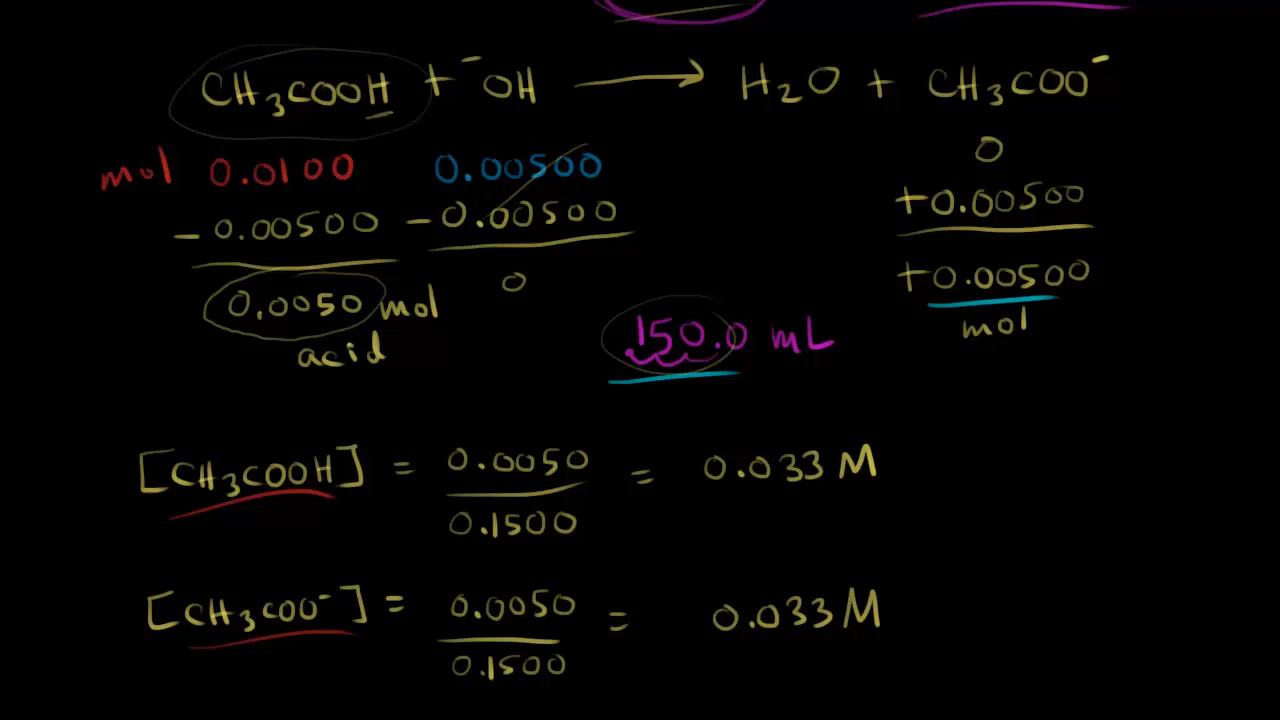 CH₃COOH + ⁻OH → H₂O + CH₃COO⁻
mol 0.0100 0.00500 0
- 0.00500 - 0.00500 +0.00500
0.0050 mol 0 +0.00500
acid 150.0 mL mol
[CH₃COOH] = 0.0050 = 0.033 M
0.1500
[CH₃COO⁻] = 0.0050 = 0.033 M
0.1500